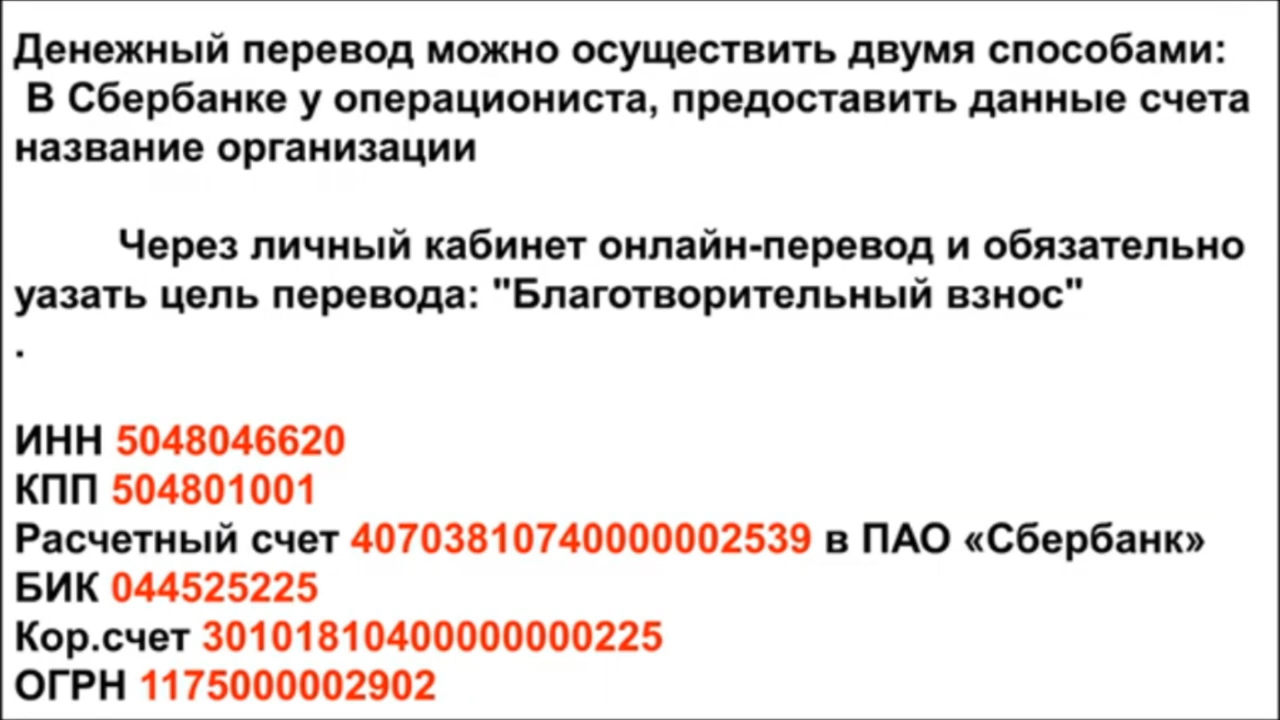 Денежный перевод можно осуществить двумя способами:
В Сбербанке у операциониста, предоставить данные счета
название организации
Через личный кабинет онлайн-перевод и обязательно
уазать цель перевода: "Благотворительный взнос"
.
ИНН 5048046620
КПП 504801001
Расчетный счет 40703810740000002539 в ПАО «Сбербанк»
БИК 044525225
Кор.счет 30101810400000000225
ОГРН 1175000002902